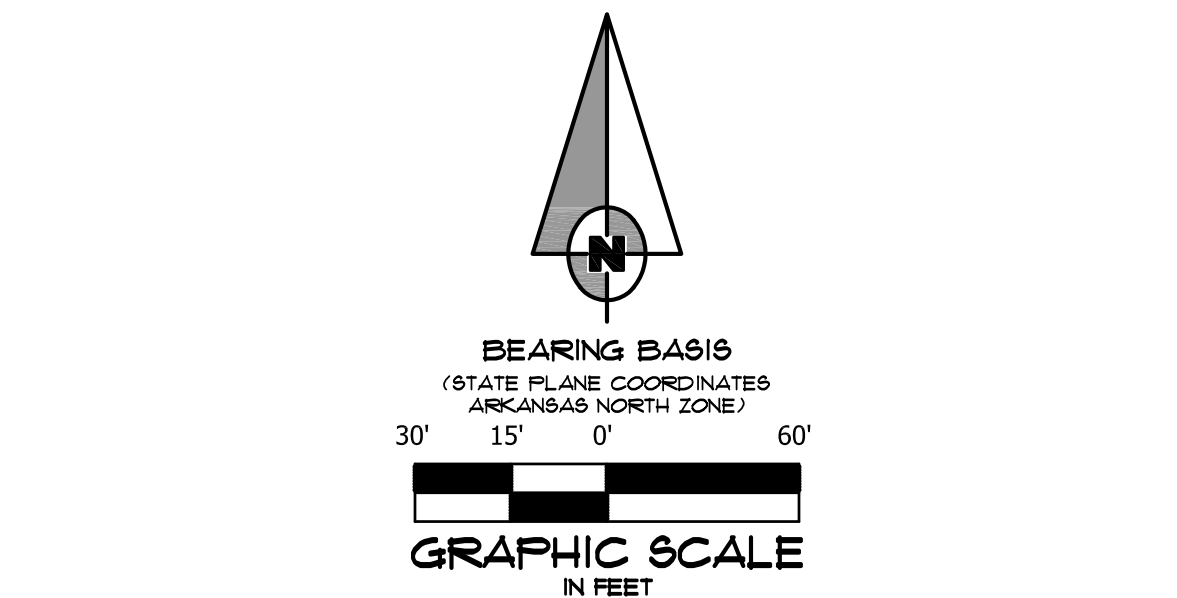 N
BEARING BASIS
(STATE PLANE COORDINATES
ARKANSAS NORTH ZONE)
30' 15' 0' 60'
GRAPHIC SCALE
IN FEET